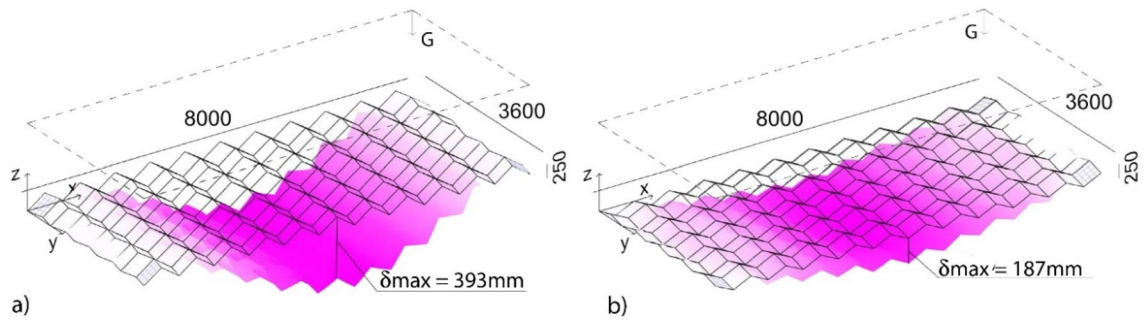 G
8000
3600
250
z
x
y
δmax = 393mm
a)
G
8000
3600
250
z
x
y
δmax = 187mm
b)